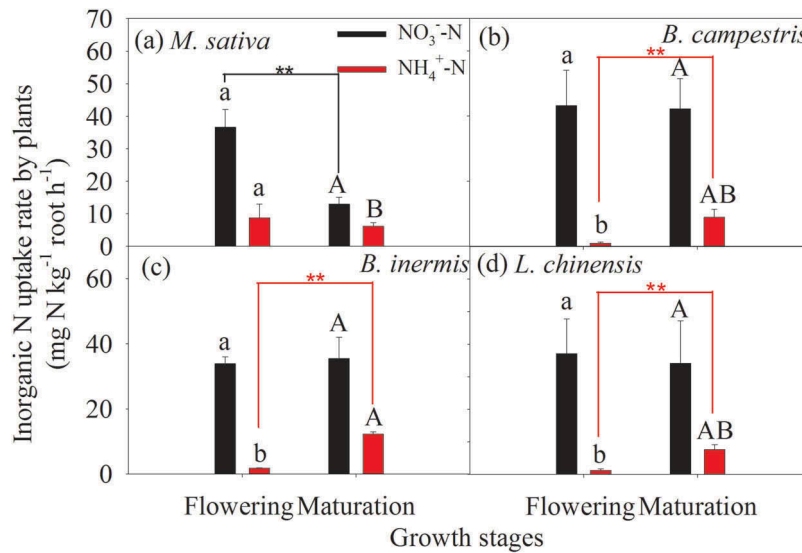 Inorganic N uptake rate by plants
(mg N kg⁻¹ root h⁻¹)
70
60
50
40
30
20
10
0
(a) M. sativa
NO₃⁻-N
NH₄⁺-N
**
a
a
A
B
(b)
B. campestris
**
a
b
A
AB
60
40
20
0
(c)
B. inermis
**
a
b
A
A
(d) L. chinensis
**
a
b
A
AB
Flowering Maturation
Flowering Maturation
Growth stages